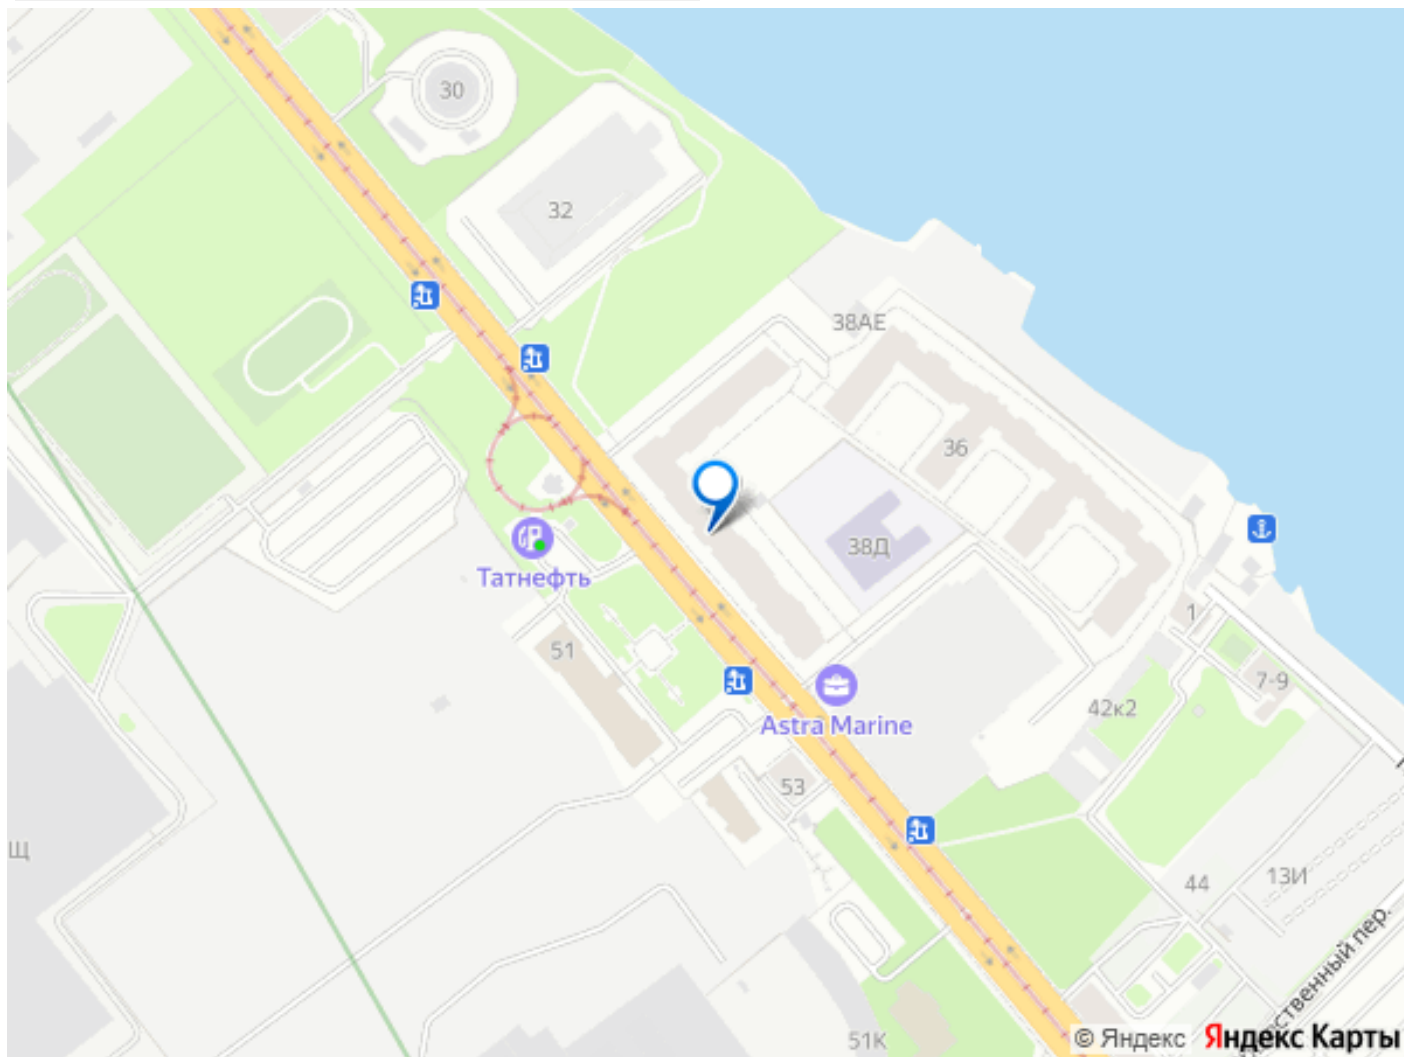 30
32
38АЕ
36
38Д
Татнефть
1
51
7-9
42к2
Astra Marine
53
Щ
44
13И
ственный пер.
51К
© Яндекс Яндекс Карты